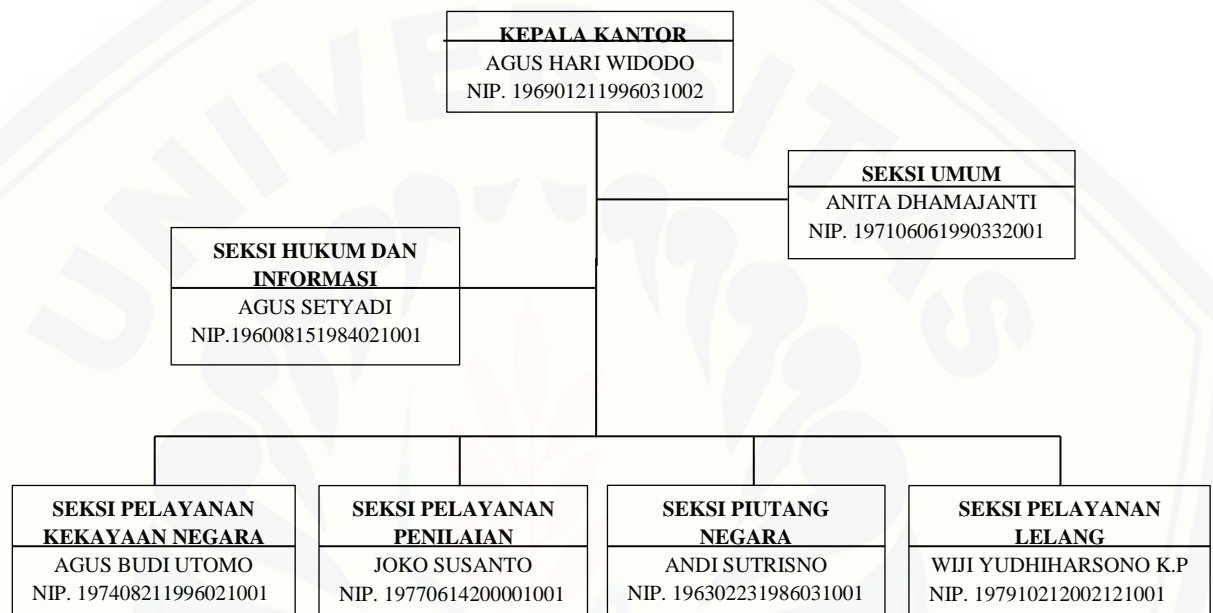 UNIVERSITAS
KEPALA KANTOR
AGUS HARI WIDODO
NIP. 196901211996031002
SEKSI UMUM
ANITA DHAMAJANTI
NIP. 197106061990332001
SEKSI HUKUM DAN
INFORMASI
AGUS SETYADI
NIP.196008151984021001
SEKSI PELAYANAN
KEKAYAAN NEGARA
AGUS BUDI UTOMO
NIP. 197408211996021001
SEKSI PELAYANAN
PENILAIAN
JOKO SUSANTO
NIP. 19770614200001001
SEKSI PIUTANG
NEGARA
ANDI SUTRISNO
NIP. 196302231986031001
SEKSI PELAYANAN
LELANG
WIJI YUDHIHARSONO K.P
NIP. 197910212002121001